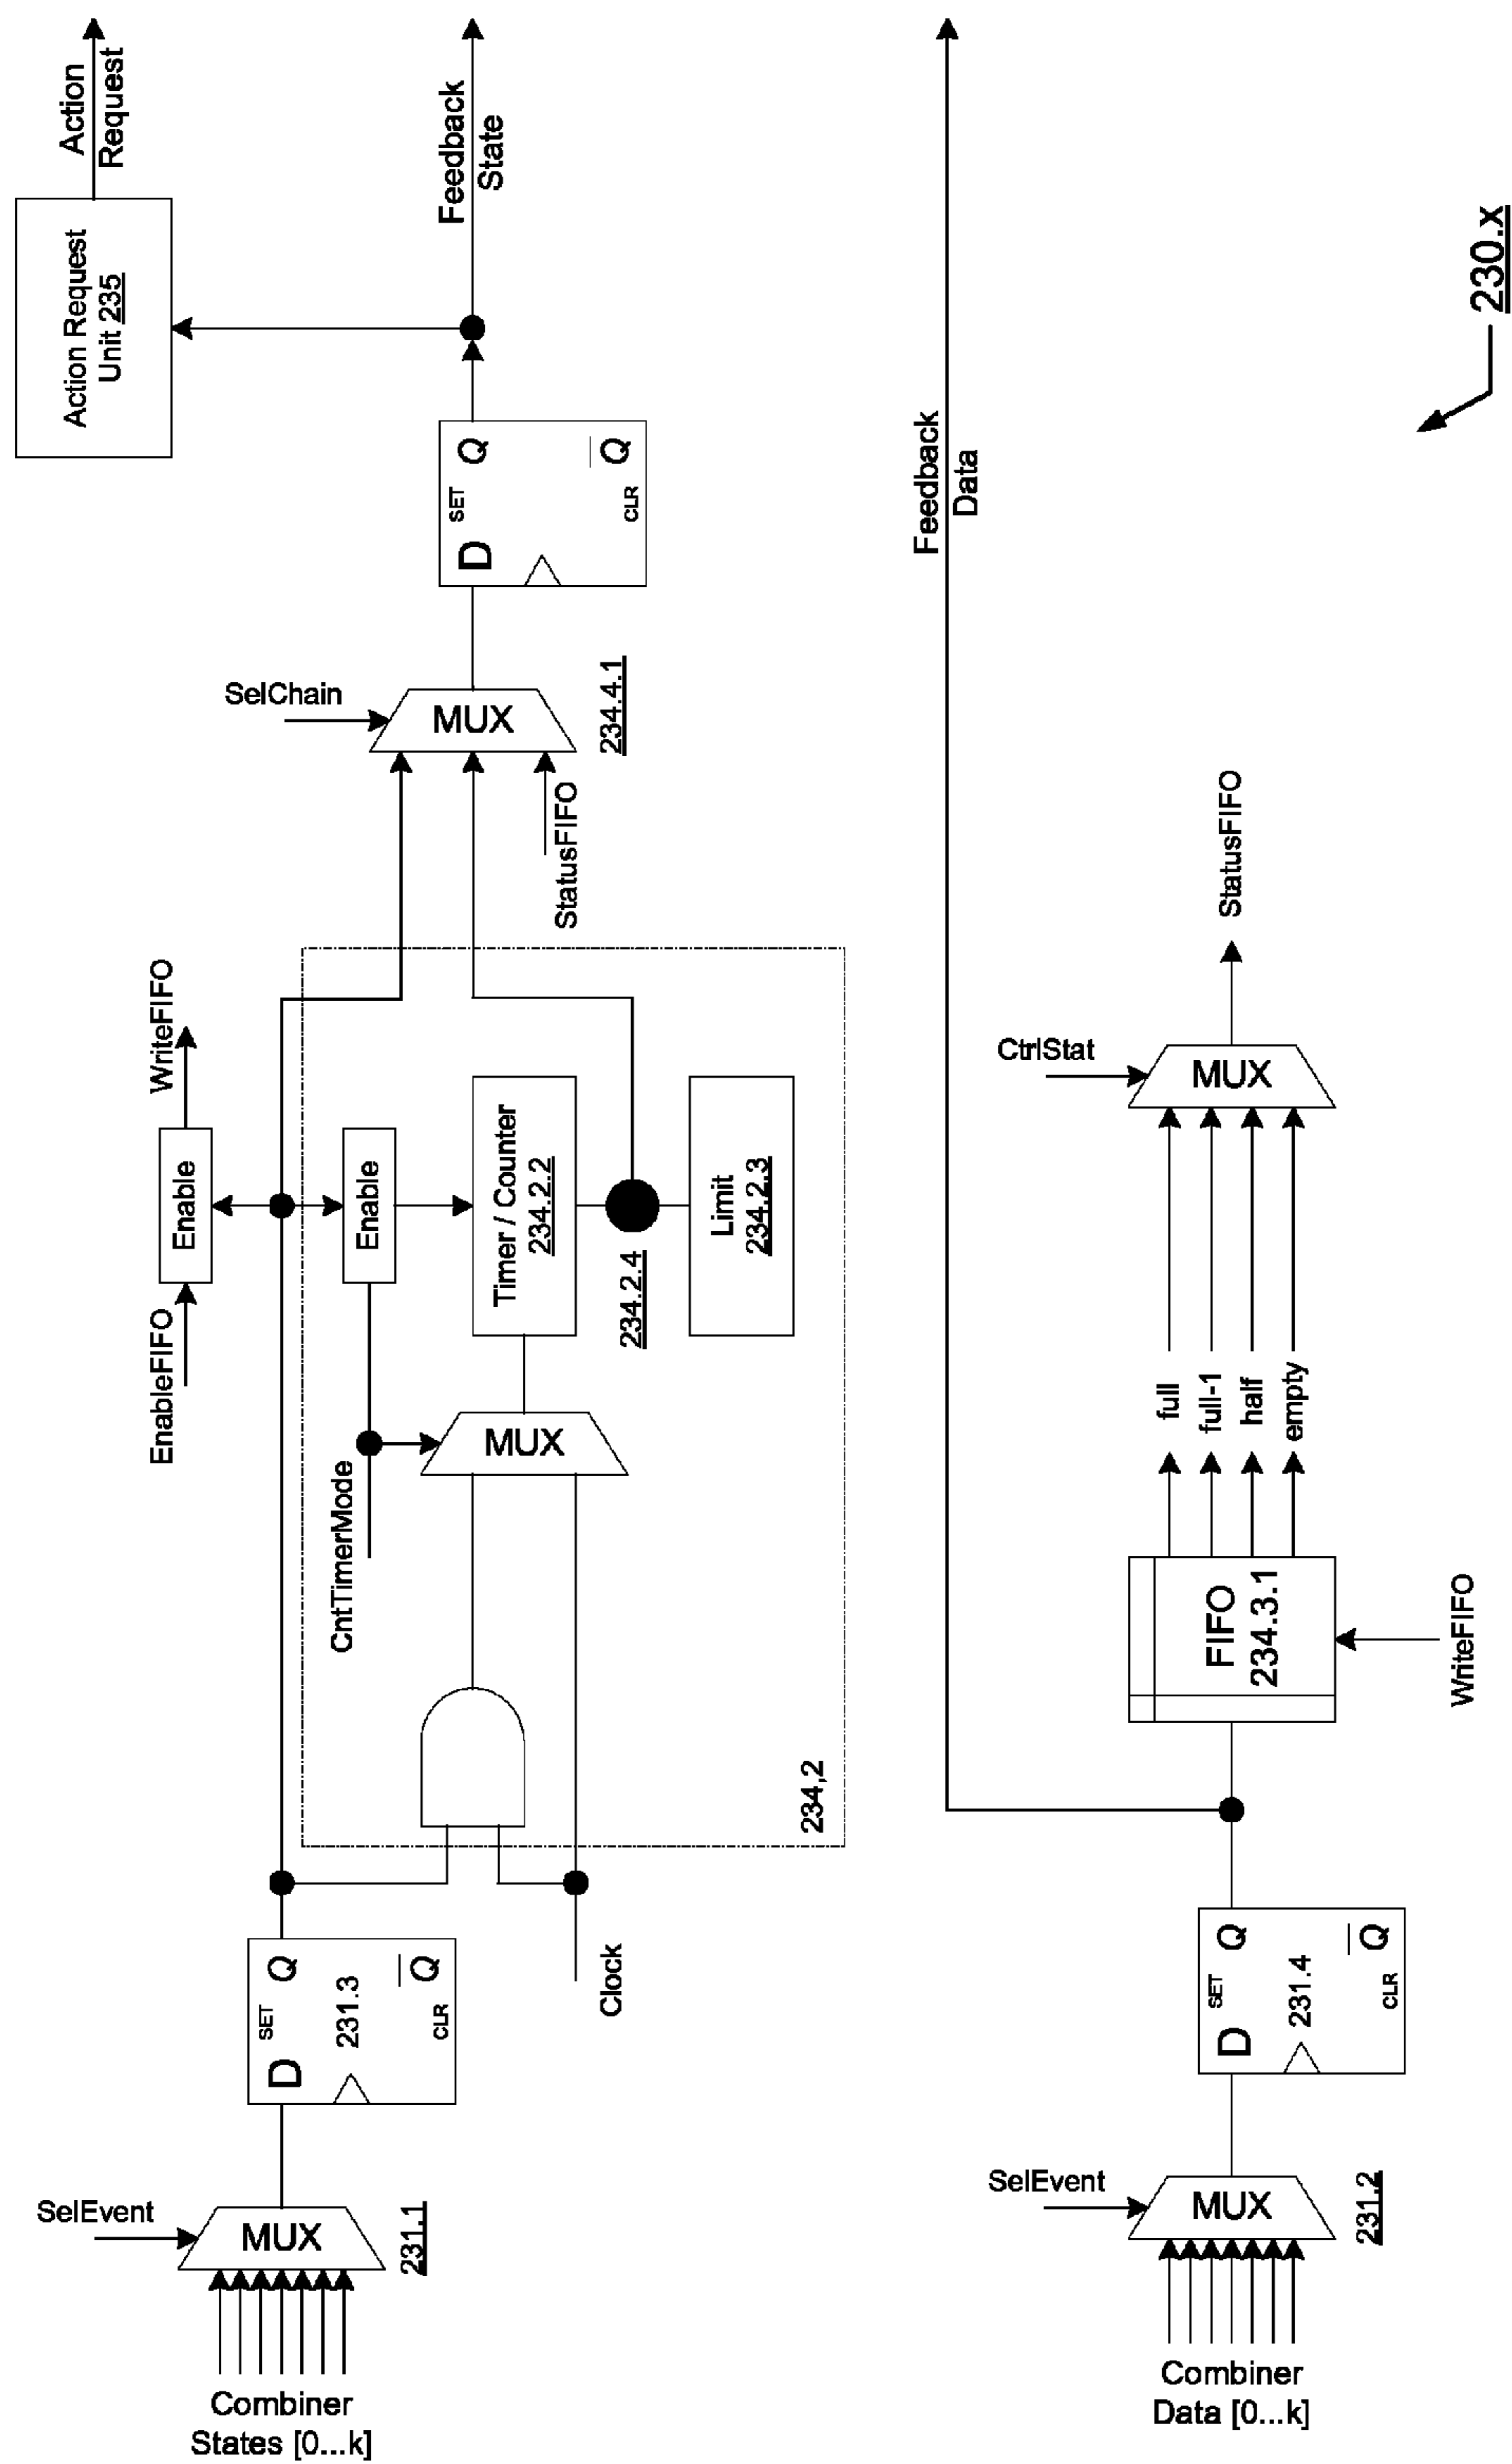 Action
Request
Action Request
Unit 235
Feedback
State
EnableFIFO
Enable
WriteFIFO
SelChain
MUX
234.4.1
StatusFIFO
D
SET
Q
Q
CLR
CntTimerMode
Enable
MUX
Timer / Counter
234.2.2
234.2.4
Limit
234.2.3
234,2
SelEvent
MUX
231.1
Combiner
States [0...k]
D
SET
Q
231.3
Q
CLR
Clock
Feedback
Data
SelEvent
MUX
231.2
Combiner
Data [0...k]
D
SET
Q
231.4
Q
CLR
FIFO
234.3.1
WriteFIFO
full
full-1
half
empty
CtrlStat
MUX
StatusFIFO
230.x